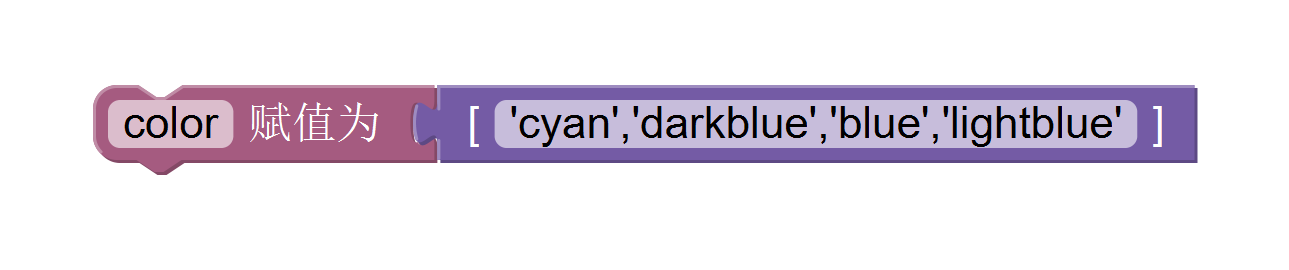 color 赋值为 [ 'cyan','darkblue','blue','lightblue' ]